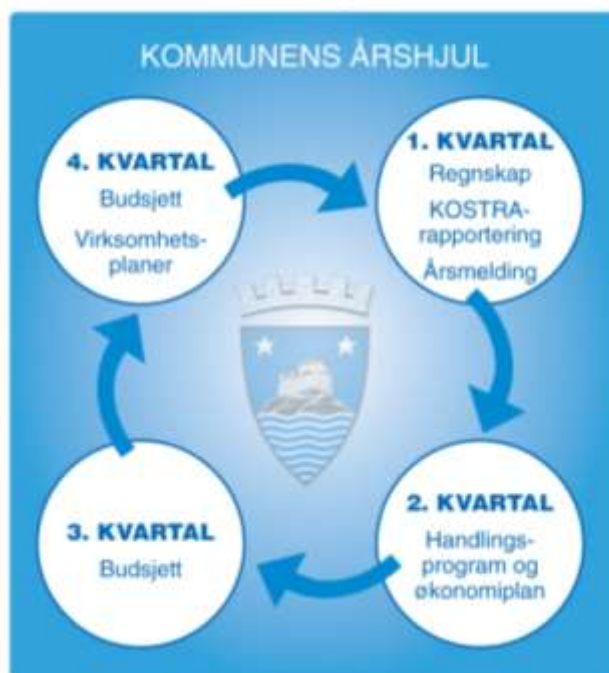 KOMMUNENS ÅRSHJUL
4. KVARTAL
Budsjett
Virksomhets-
planer
1. KVARTAL
Regnskap
KOSTRA-
rapportering
Årsmelding
3. KVARTAL
Budsjett
2. KVARTAL
Handlings-
program og
økonomiplan